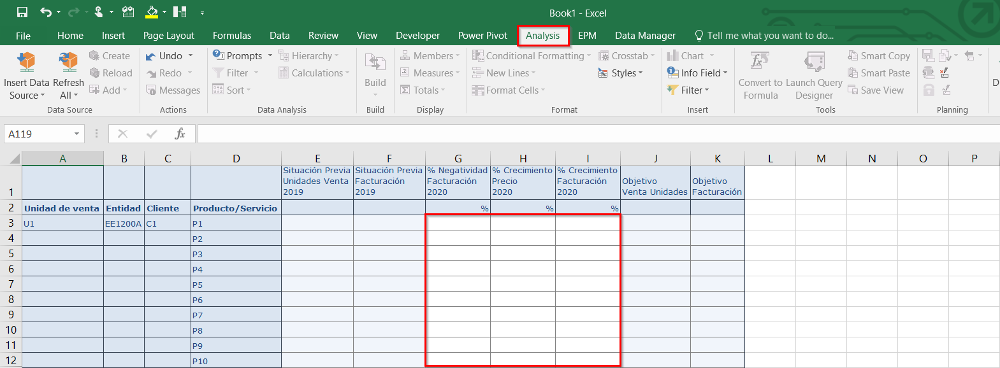 Book1 - Excel
File Home Insert Page Layout Formulas Data Review View Developer Power Pivot Analysis EPM Data Manager Tell me what you want to do...
Insert Data Source
Refresh All
Create
Reload
Add
Data Source
Undo
Redo
Messages
Actions
Prompts
Filter
Sort
Hierarchy
Calculations
Data Analysis
Build
Build
Members
Measures
Totals
Display
Conditional Formatting
New Lines
Format Cells
Crosstab
Styles
Format
Chart
Info Field
Filter
Insert
Convert to Formula
Launch Query Designer
Smart Copy
Smart Paste
Save View
Tools
Planning
D
A119
fx
A B C D E F G H I J K L M N O P
1
Situación Previa
Unidades Venta
2019
Situación Previa
Facturación
2019
% Negatividad
Facturación
2020
% Crecimiento
Precio
2020
% Crecimiento
Facturación
2020
Objetivo
Venta Unidades
Objetivo
Facturación
2 Unidad de venta Entidad Cliente Producto/Servicio % % %
3 U1 EE1200A C1 P1
4 P2
5 P3
6 P4
7 P5
8 P6
9 P7
10 P8
11 P9
12 P10